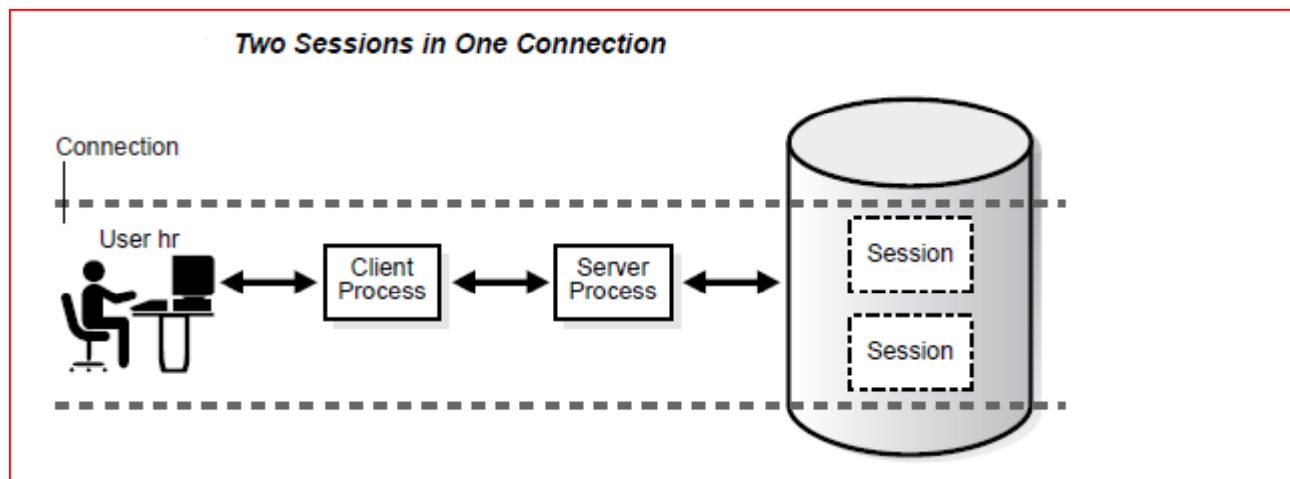 Two Sessions in One Connection
Connection
User hr
Client
Process
Server
Process
Session
Session